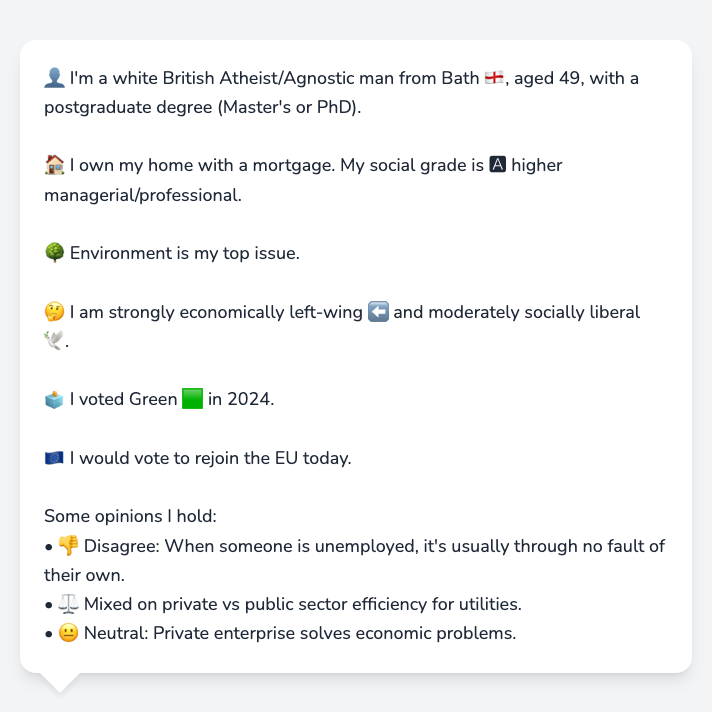 👤 I'm a white British Atheist/Agnostic man from Bath 🏴󠁧󠁢󠁥󠁮󠁧󠁿, aged 49, with a
postgraduate degree (Master's or PhD).
🏠 I own my home with a mortgage. My social grade is 🅰 higher
managerial/professional.
🌳 Environment is my top issue.
🤔 I am strongly economically left-wing ⬅️ and moderately socially liberal
🕊️.
🗳️ I voted Green 🟩 in 2024.
🇪🇺 I would vote to rejoin the EU today.
Some opinions I hold:
• 👎 Disagree: When someone is unemployed, it's usually through no fault of
their own.
• ⚖️ Mixed on private vs public sector efficiency for utilities.
• 😐 Neutral: Private enterprise solves economic problems.